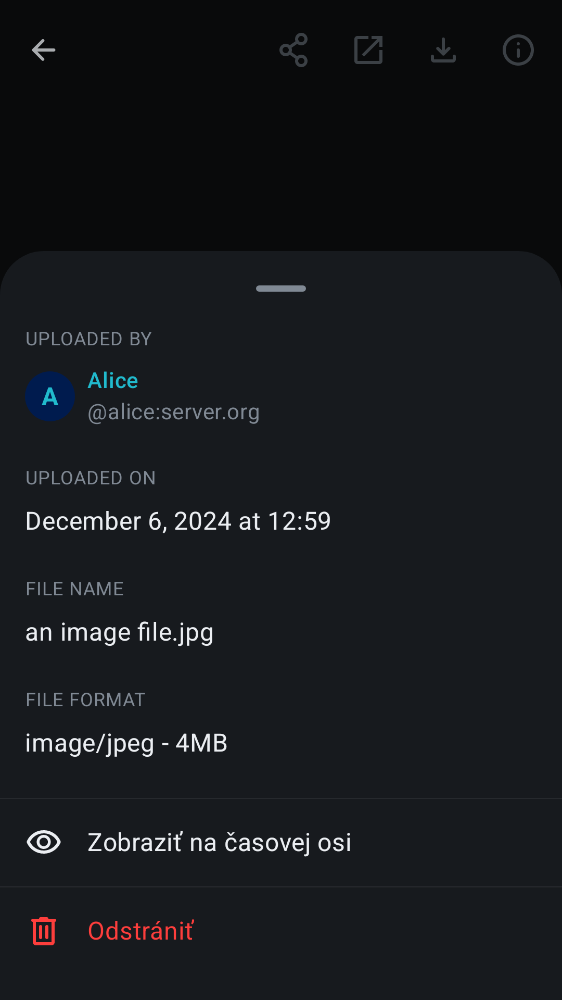 UPLOADED BY
A
Alice
@alice:server.org
UPLOADED ON
December 6, 2024 at 12:59
FILE NAME
an image file.jpg
FILE FORMAT
image/jpeg - 4MB
Zobraziť na časovej osi
Odstrániť